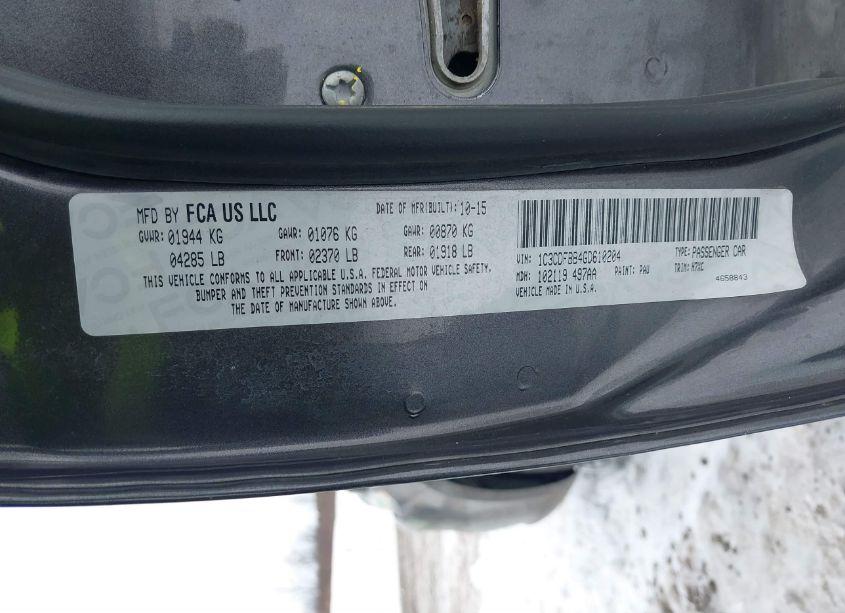 MFD BY FCA US LLC
DATE OF MFR(BUILT): 10-15
GVWR: 01944 KG GAWR: 01076 KG GAWR: 00870 KG
04285 LB FRONT: 02370 LB REAR: 01918 LB
THIS VEHICLE CONFORMS TO ALL APPLICABLE U.S.A. FEDERAL MOTOR VEHICLE SAFETY,
BUMPER AND THEFT PREVENTION STANDARDS IN EFFECT ON
THE DATE OF MANUFACTURE SHOWN ABOVE.
VIN: 1C3CDFBB4GD610204 TYPE: PASSENGER CAR
MDH: 102119 497AA PAINT: PAU TRIM: H7XC
VEHICLE MADE IN U.S.A. 4658843